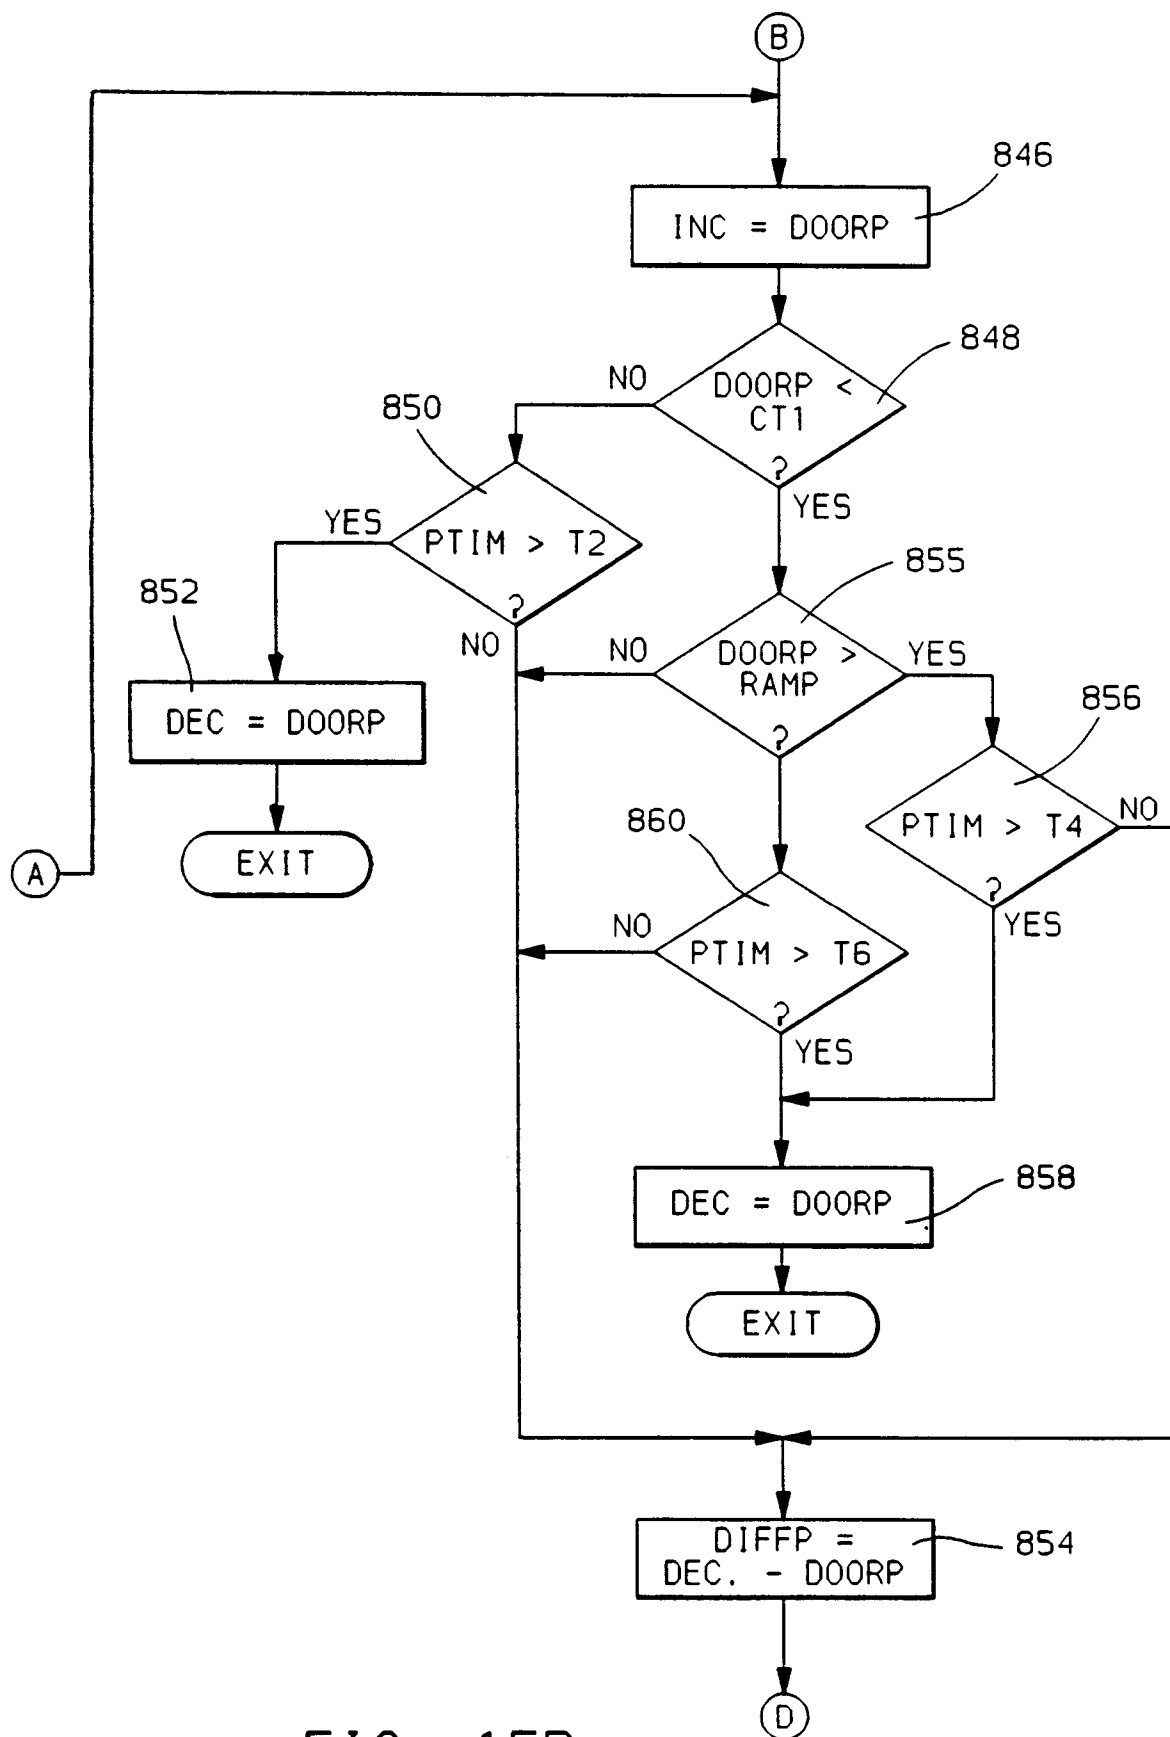 B
846
INC = DOORP
848
NO
DOORP <
CT1
?
YES
850
YES
PTIM > T2
?
NO
855
NO
DOORP >
RAMP
?
YES
852
DEC = DOORP
EXIT
A
856
PTIM > T4
?
NO
YES
860
NO
PTIM > T6
?
YES
858
DEC = DOORP
EXIT
854
DIFFP =
DEC. - DOORP
D